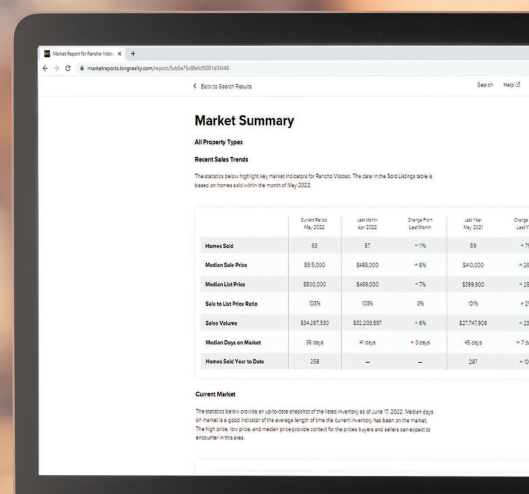 Market Report for Rancho Vistoso
marketreports.longrealty.com/report/
Back to Search Results
Search Help
Market Summary
All Property Types
Recent Sales Trends
The statistics below highlight key market indicators for Rancho Vistoso. The data in the Sold Listings table is
based on homes sold within the month of May 2022.
Current Period Last Month Change From Last Year Change
May 2022 Apr 2022 Last Month May 2021 Last Y
Homes Sold 63 1% 59
Median Sale Price $515,000 $485,000 6% $410,000
Median List Price $500,000 $469,000 7% $399,900
Sale to List Price Ratio 103% 103% 0% 101%
Sales Volume $32,203,597 6% $27,747,908
Median Days on Market 38 days 41 days 3 days 45 days
Homes Sold Year to Date — —
Current Market
The statistics below provide an up-to-date snapshot of the listed inventory as of June 17, 2022. Median days
on market is a good indicator of the average length of time the current inventory has been on the market.
The high price, low price, and median price provide context for the prices buyers and sellers can expect to
encounter in this area.